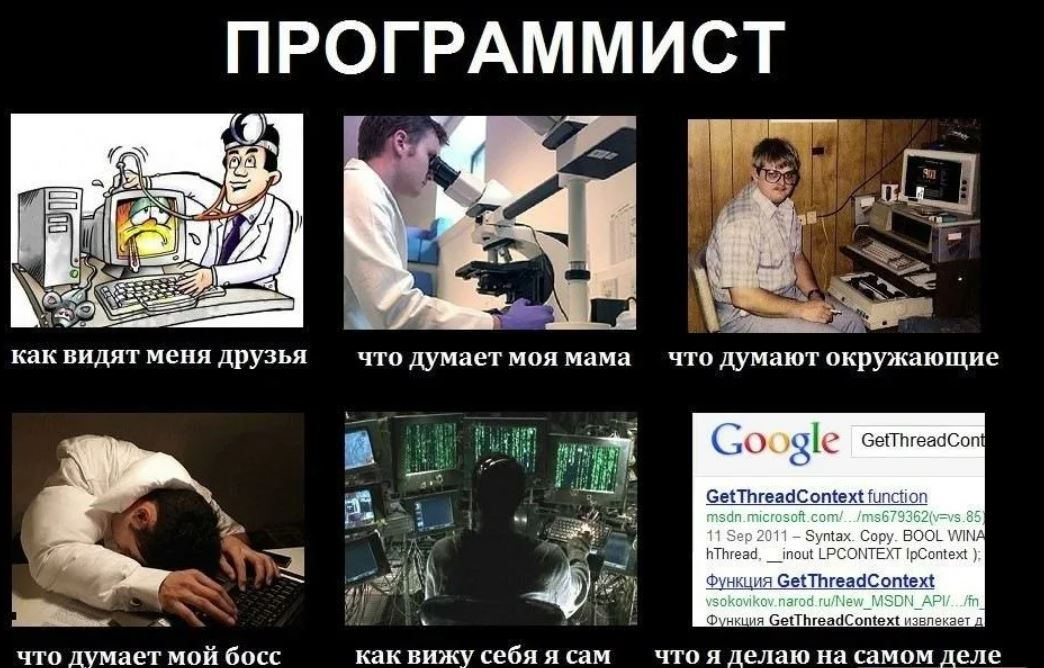 ПРОГРАММИСТ
как видят меня друзья
что думает моя мама
что думают окружающие
Google GetThreadCont
GetThreadContext function
msdn.microsoft.com/.../ms679362(v=vs.85)
11 Sep 2011 – Syntax. Copy. BOOL WINA
hThread, __inout LPCONTEXT lpContext );
Функция GetThreadContext
vsokovikov.narod.ru/New_MSDN_API/.../fn_
Функция GetThreadContext извлекает д
что думает мой босс
как вижу себя я сам
что я делаю на самом деле